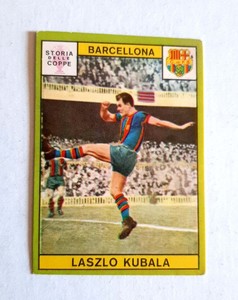 STORIA
DELLE
COPPE
BARCELLONA
LASZLO KUBALA